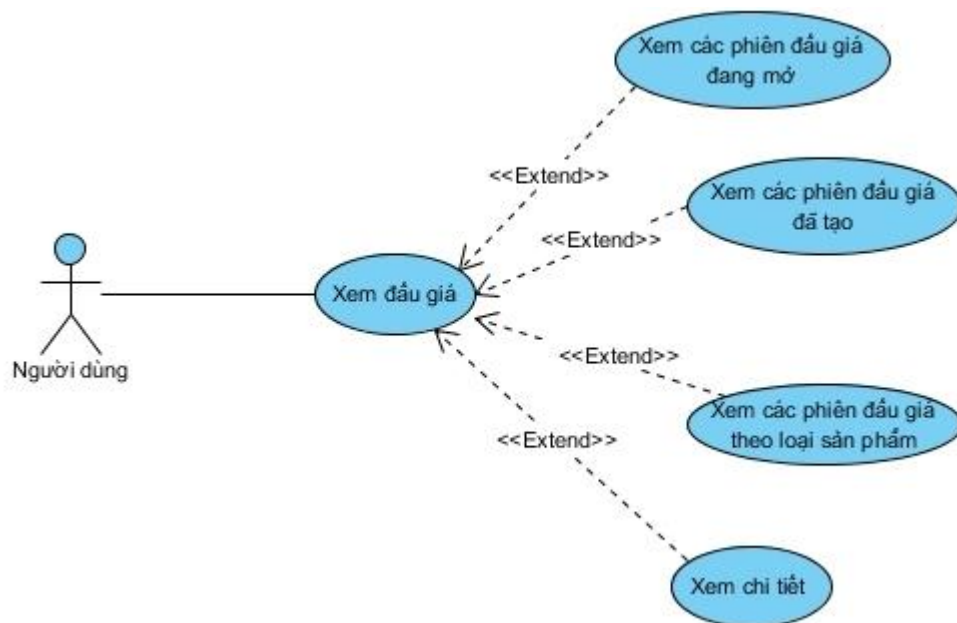 Xem các phiên đấu giá
đang mở
<<Extend>>
Xem các phiên đấu giá
đã tạo
<<Extend>>
Xem đấu giá
Người dùng
<<Extend>>
Xem các phiên đấu giá
theo loại sản phẩm
<<Extend>>
Xem chi tiết